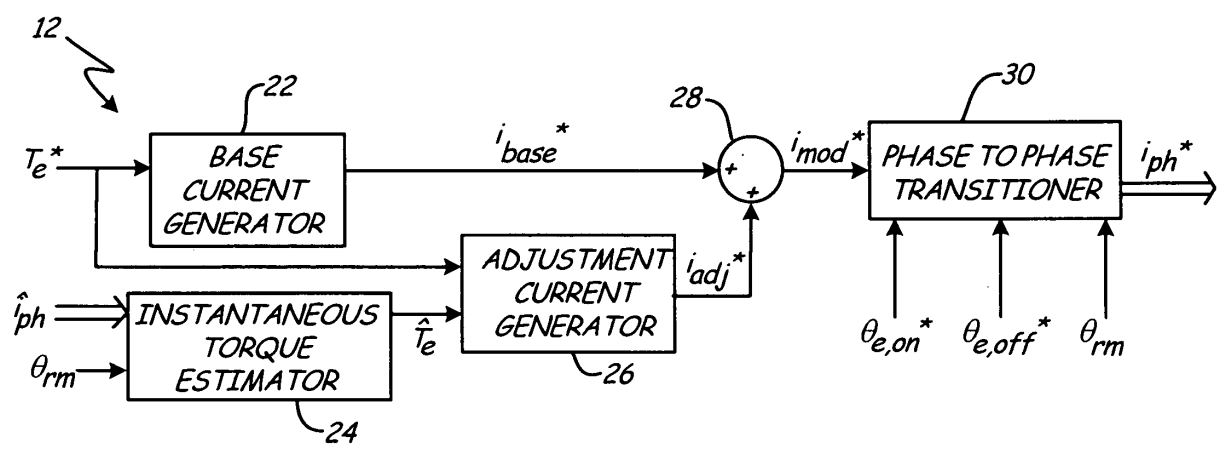 12
22
30
28
T_e*
BASE
CURRENT
GENERATOR
i_base*
+
+
i_mod*
PHASE TO PHASE
TRANSITIONER
i_ph*
î_ph
θ_rm
INSTANTANEOUS
TORQUE
ESTIMATOR
T̂_e
ADJUSTMENT
CURRENT
GENERATOR
i_adj*
θ_e,on*
θ_e,off*
θ_rm
26
24